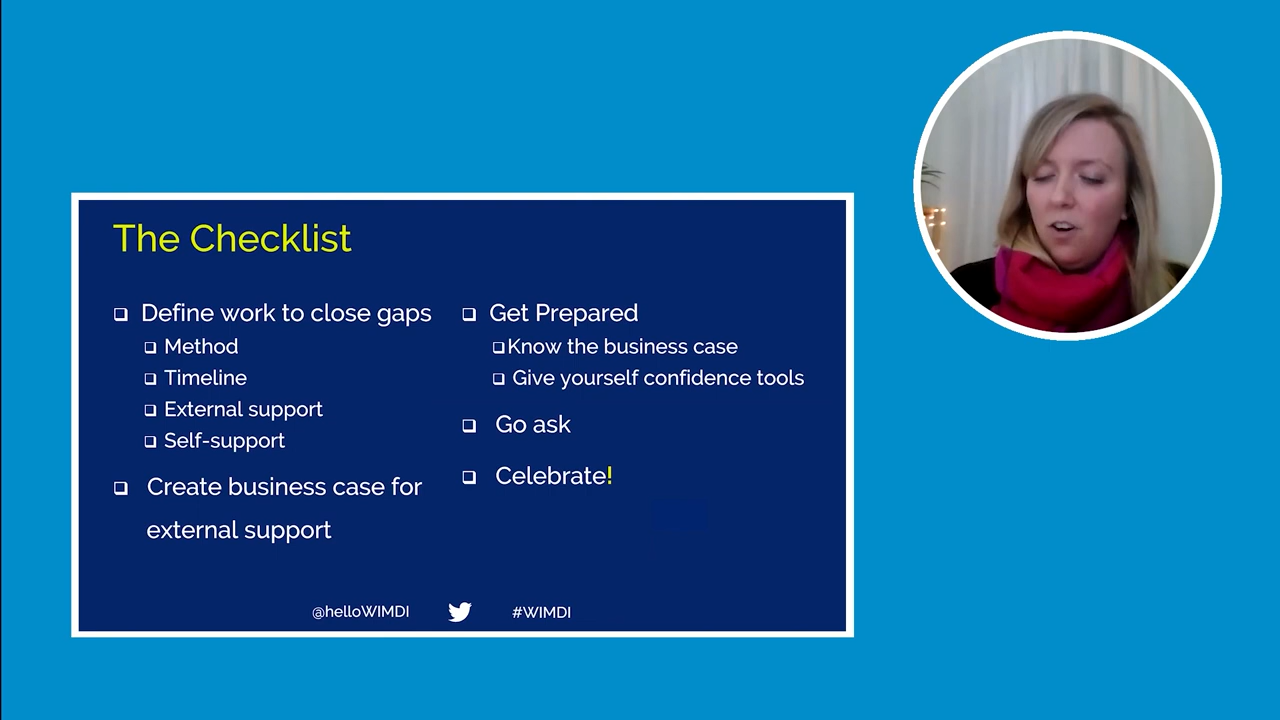 The Checklist
Define work to close gaps
Method
Timeline
External support
Self-support
Create business case for
external support
Get Prepared
Know the business case
Give yourself confidence tools
Go ask
Celebrate!
@helloWIMDI
#WIMDI